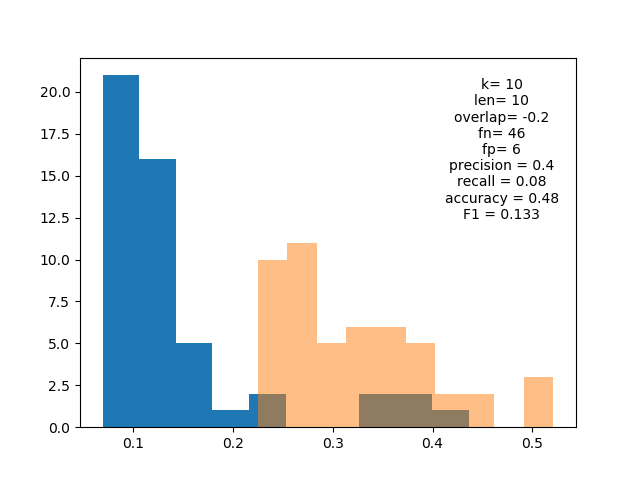 20.0
17.5
15.0
12.5
10.0
7.5
5.0
2.5
0.0
0.1 0.2 0.3 0.4 0.5
k= 10
len= 10
overlap= -0.2
fn= 46
fp= 6
precision = 0.4
recall = 0.08
accuracy = 0.48
F1 = 0.133